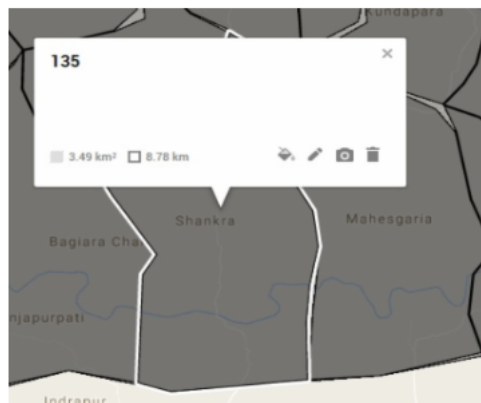 Kundapara
135
3.49 km² 8.78 km
Shankra
Mahesgaria
Bagiara Cha
njapurpati
Indrapur